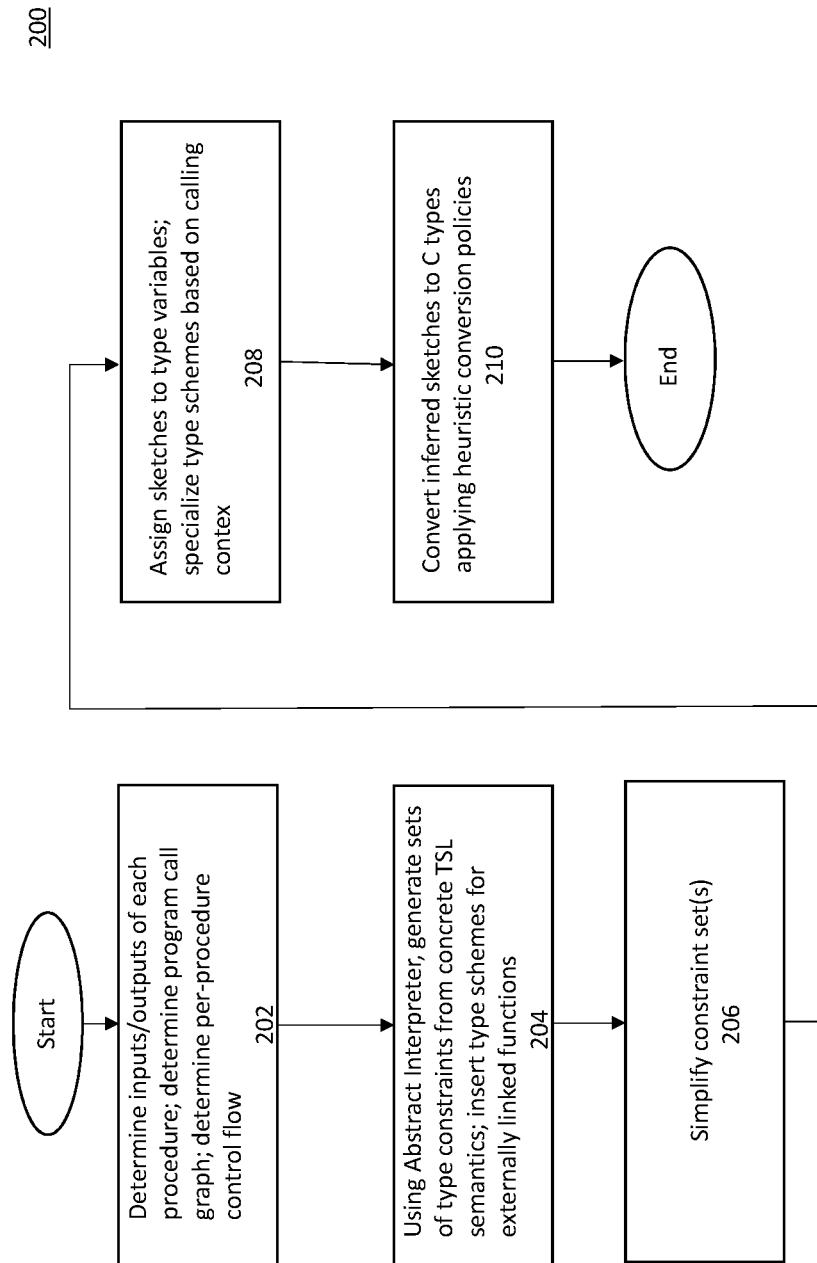 200
Start
Determine inputs/outputs of each
procedure; determine program call
graph; determine per-procedure
control flow
202
Using Abstract Interpreter, generate sets
of type constraints from concrete TSL
semantics; insert type schemes for
externally linked functions
204
Simplify constraint set(s)
206
Assign sketches to type variables;
specialize type schemes based on calling
contex
208
Convert inferred sketches to C types
applying heuristic conversion policies
210
End